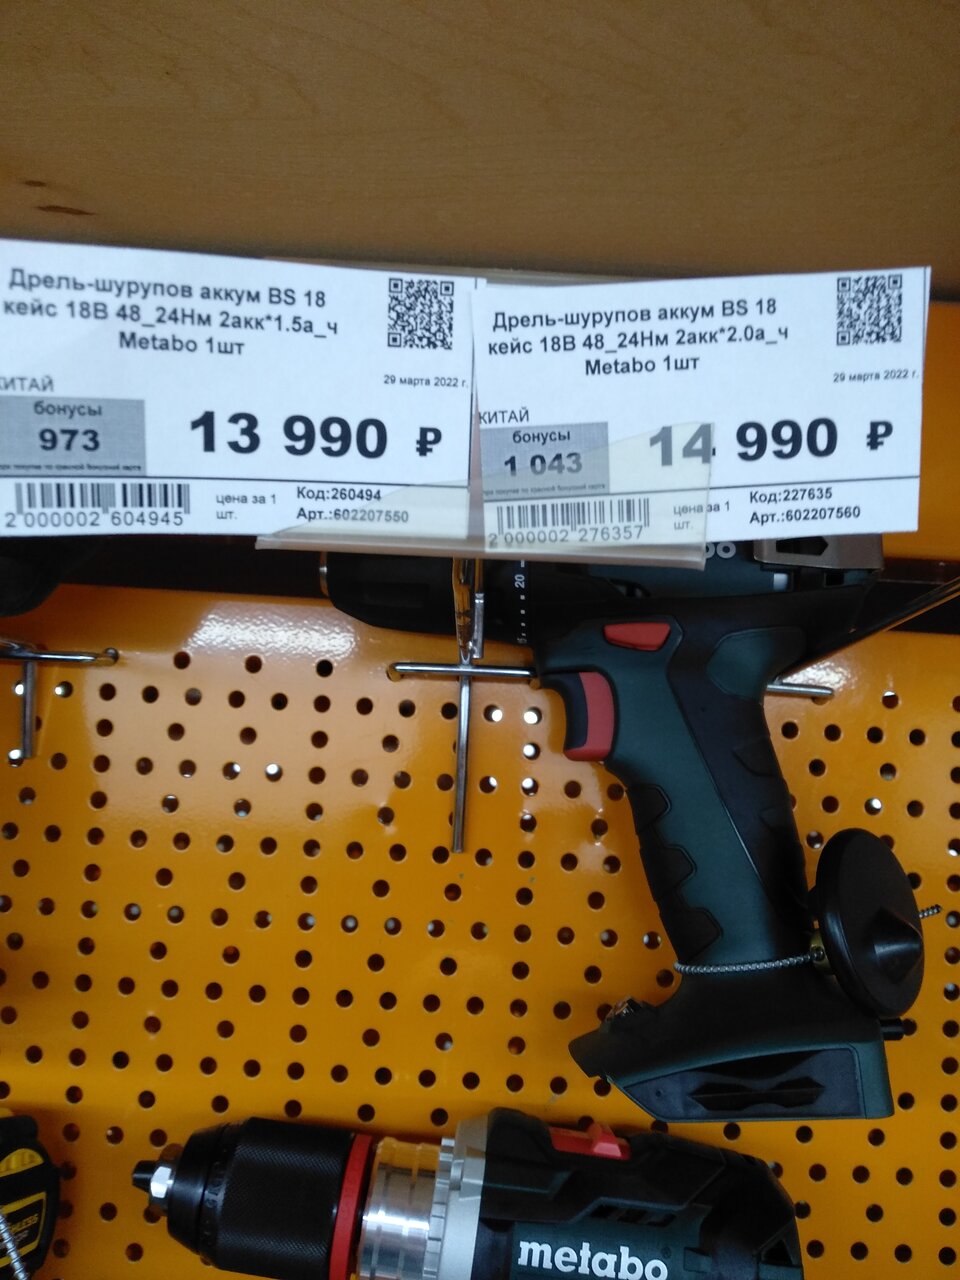 Дрель-шурупов аккум BS 18
кейс 18В 48_24Нм 2акк*1.5а_ч
Metabo 1шт
КИТАЙ
29 марта 2022 г.
бонусы
973
13 990 ₽
цена за 1
шт.
Код:260494
Арт.:602207550
2 000002 604945
Дрель-шурупов аккум BS 18
кейс 18В 48_24Нм 2акк*2.0а_ч
Metabo 1шт
КИТАЙ
29 марта 2022 г.
бонусы
1 043
14 990 ₽
цена за 1
шт.
Код:227635
Арт.:602207560
2 000002 276357
20
metabo